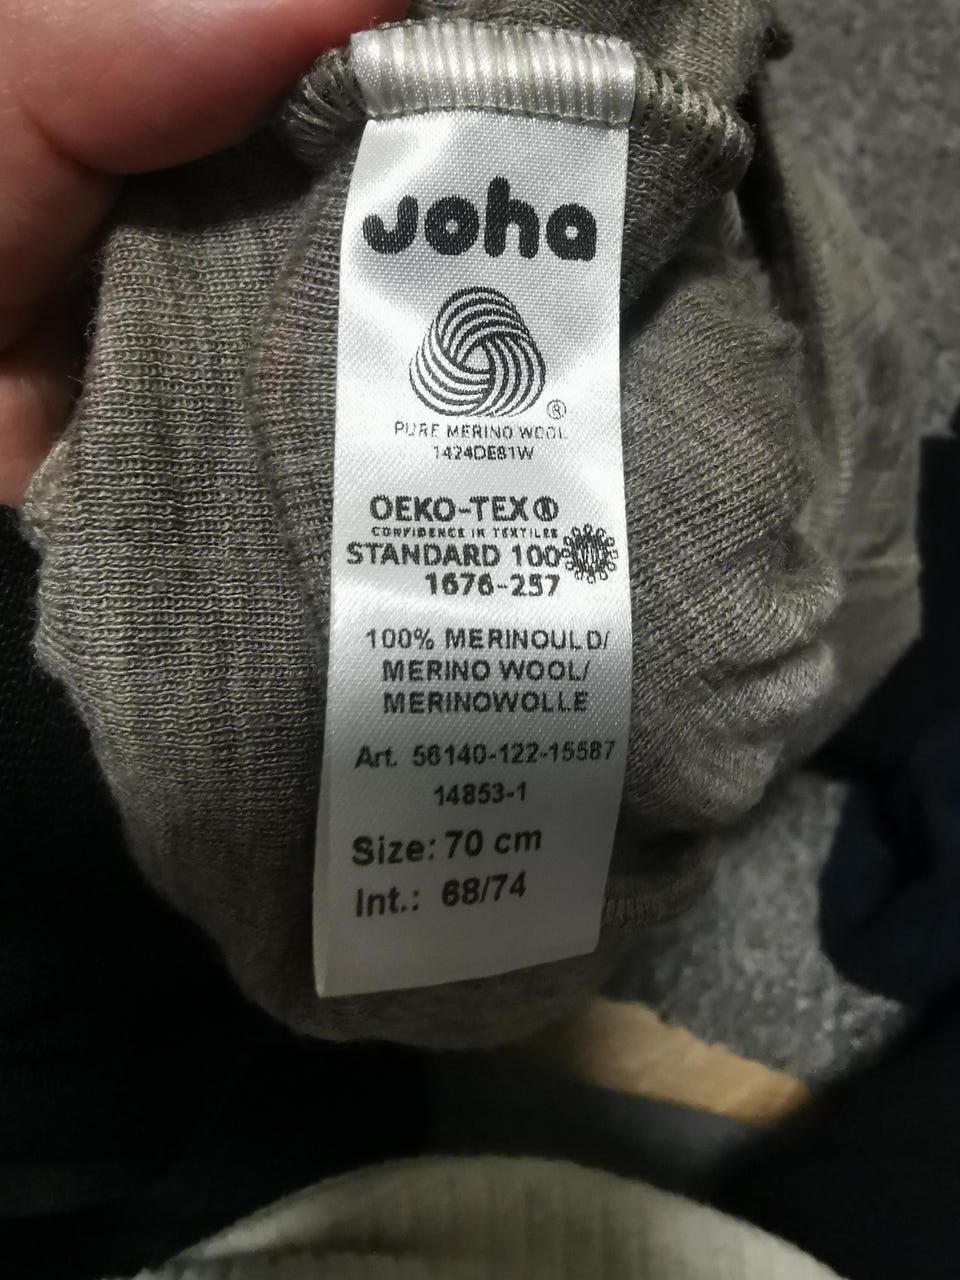 Joha
®
PURE MERINO WOOL
1424DE81W
OEKO-TEX®
CONFIDENCE IN TEXTILES
STANDARD 100
1676-257
100% MERINOULD/
MERINO WOOL/
MERINOWOLLE
Art. 56140-122-15587
14853-1
Size: 70 cm
Int.: 68/74